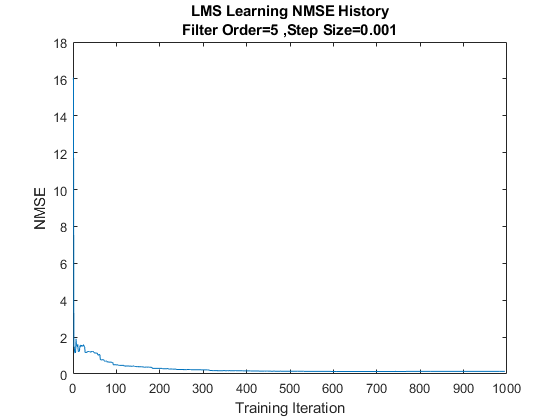 LMS Learning NMSE History
Filter Order=5 ,Step Size=0.001
18
16
14
12
10
8
6
4
2
0
NMSE
0 100 200 300 400 500 600 700 800 900 1000
Training Iteration